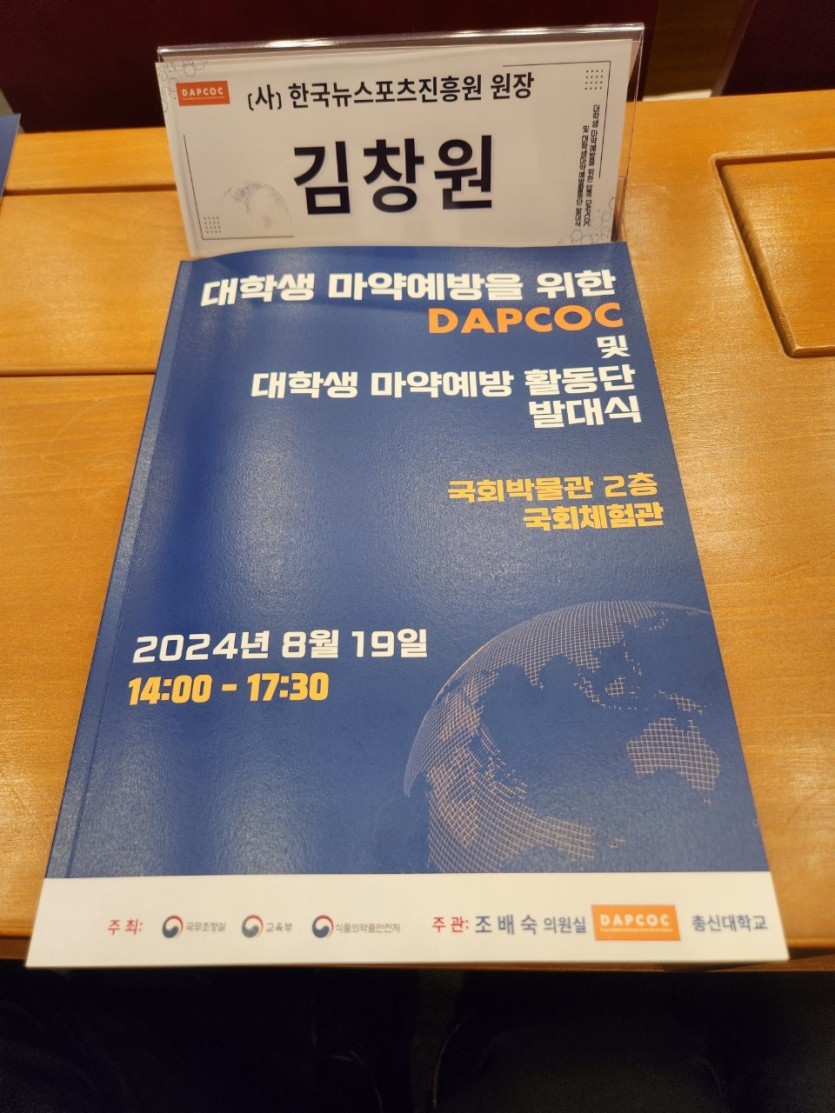 DAPCOC
(사) 한국뉴스포츠진흥원 원장
김창원
대학생 마약예방을 위한
DAPCOC
및
대학생 마약예방 활동단
발대식
국회박물관 2층
국회체험관
2024년 8월 19일
14:00 - 17:30
주최: 국무조정실 교육부 식품의약품안전처 주관: 조배숙 의원실 DAPCOC 총신대학교